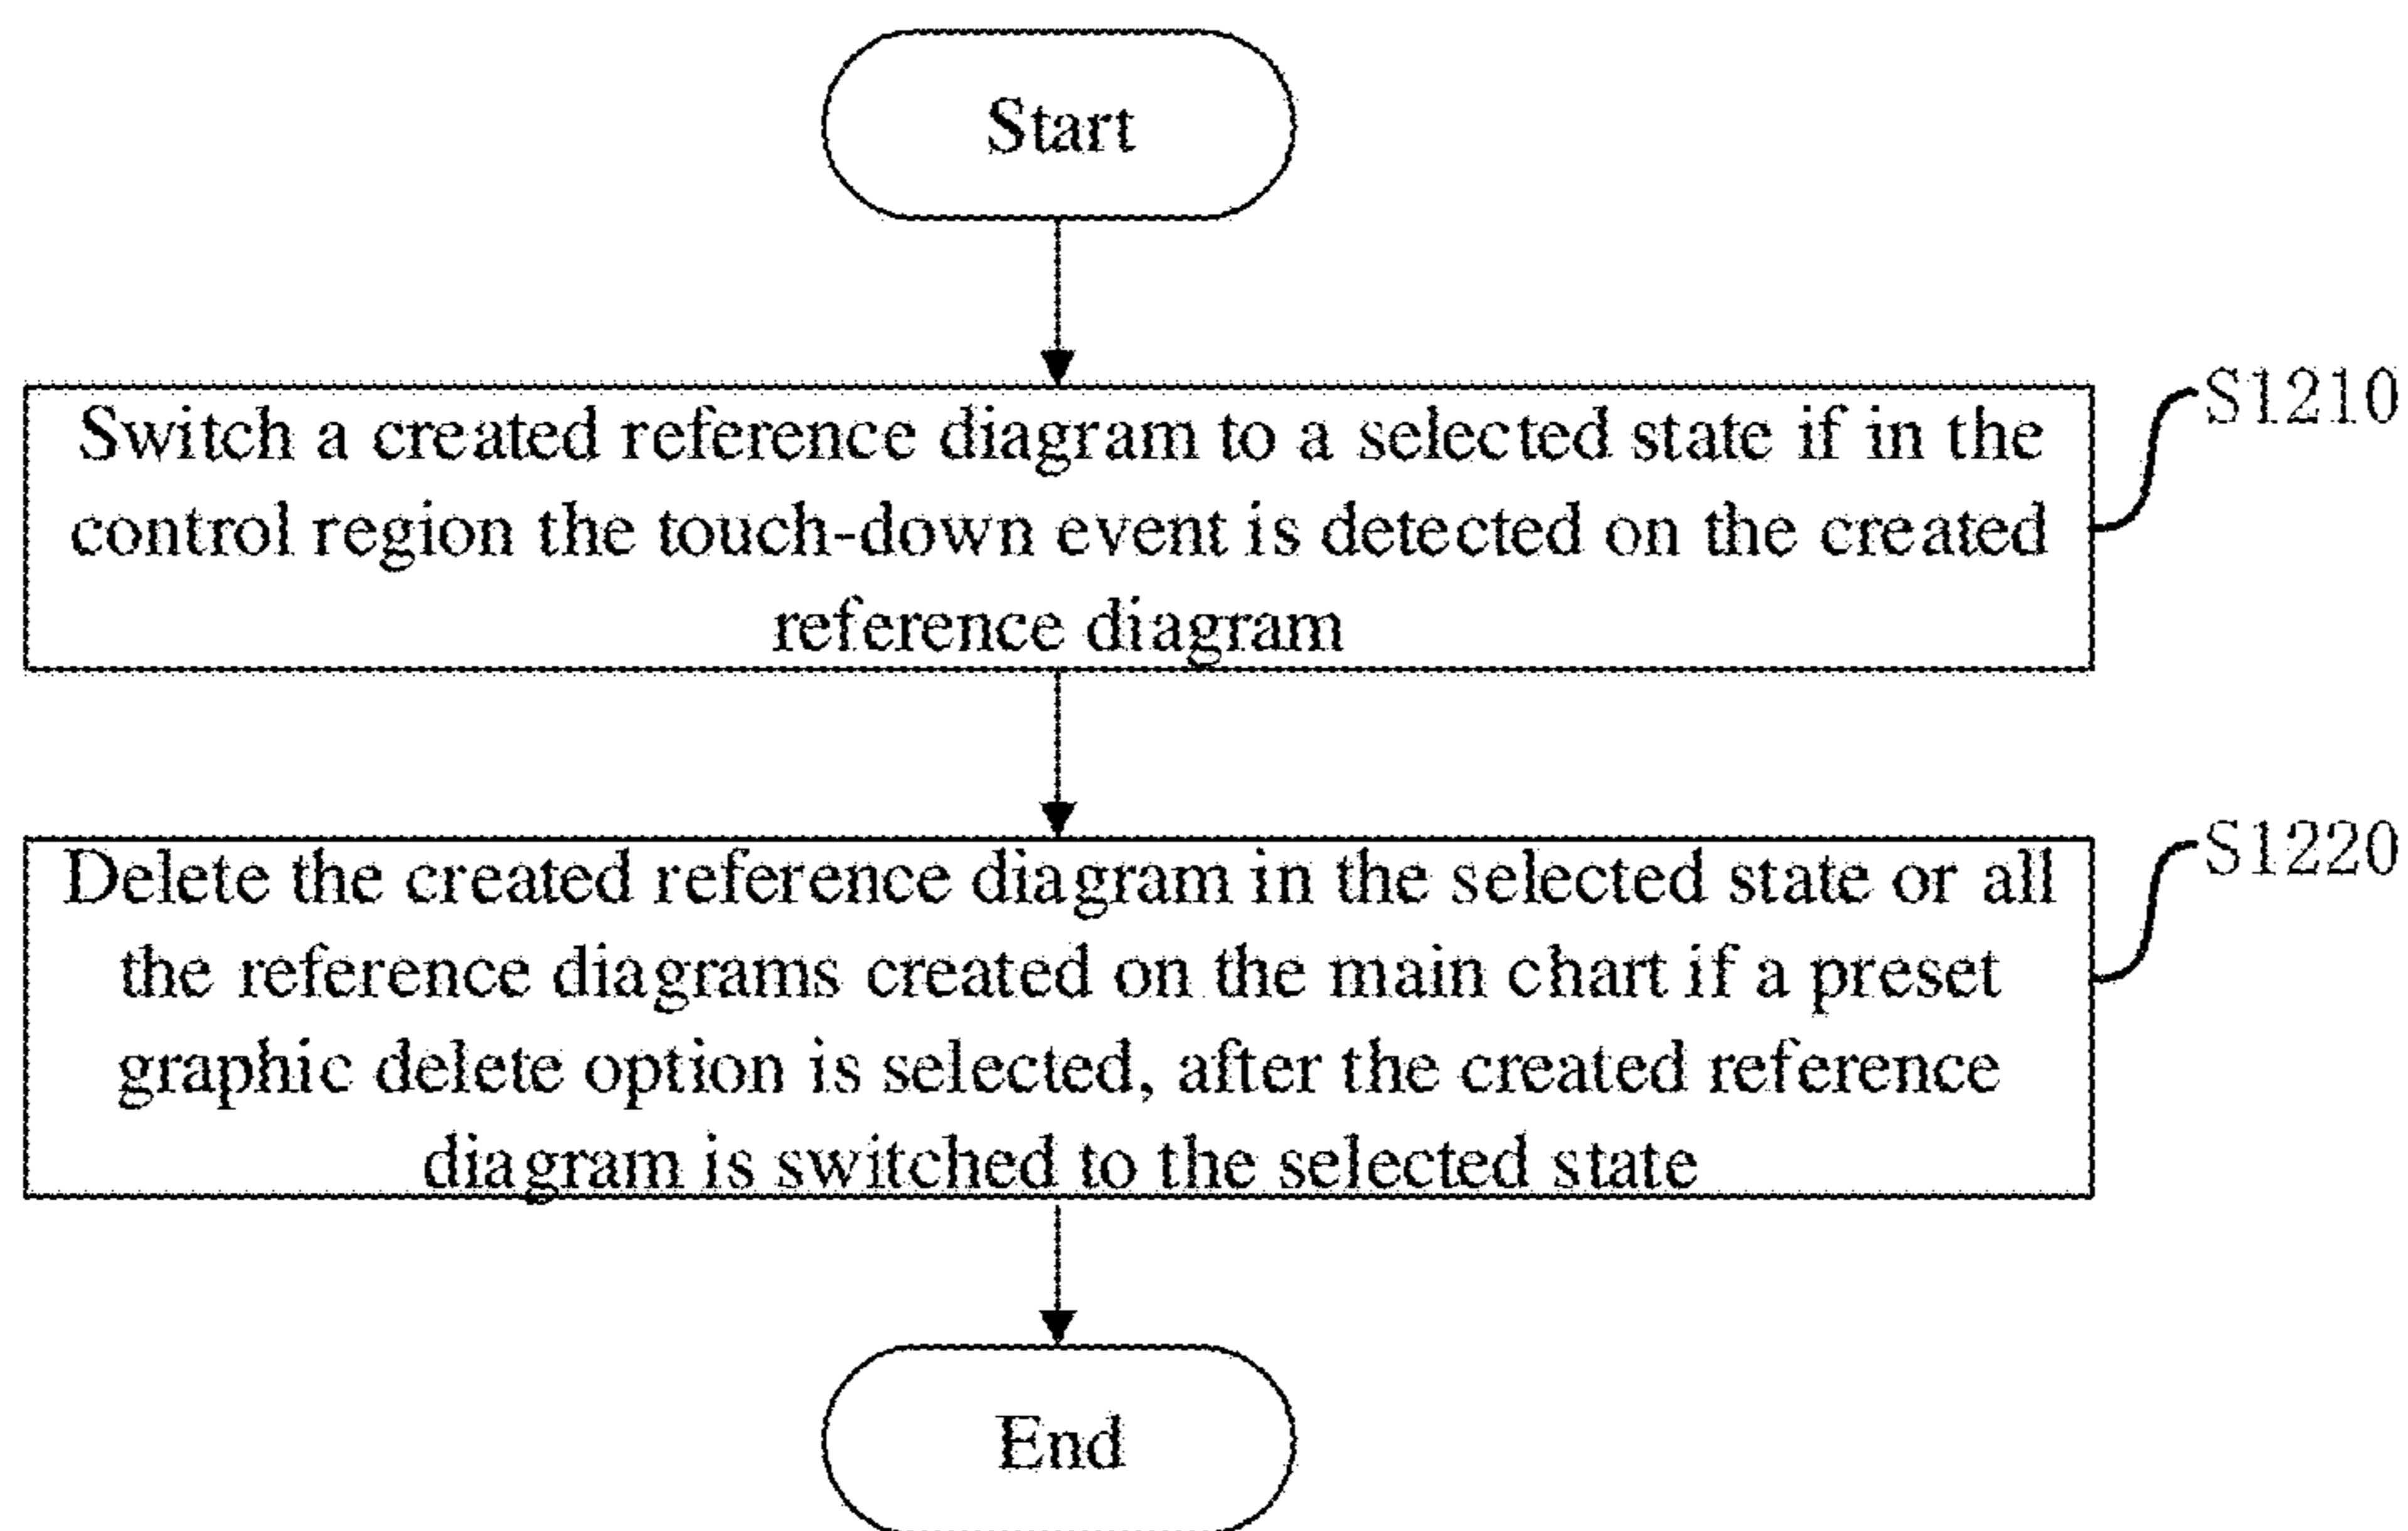 Start
S1210
Switch a created reference diagram to a selected state if in the
control region the touch-down event is detected on the created
reference diagram
S1220
Delete the created reference diagram in the selected state or all
the reference diagrams created on the main chart if a preset
graphic delete option is selected, after the created reference
diagram is switched to the selected state
End